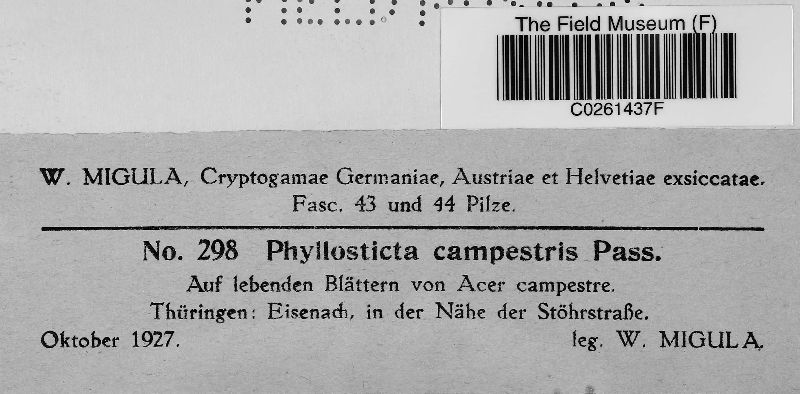 The Field Museum (F)
C0261437F
W. MIGULA, Cryptogamae Germaniae, Austriae et Helvetiae exsiccatae.
Fasc. 43 und 44 Pilze.
No. 298 Phyllosticta campestris Pass.
Auf lebenden Blättern von Acer campestre.
Thüringen: Eisenach, in der Nähe der Stöhrstraße.
Oktober 1927. leg. W. MIGULA.